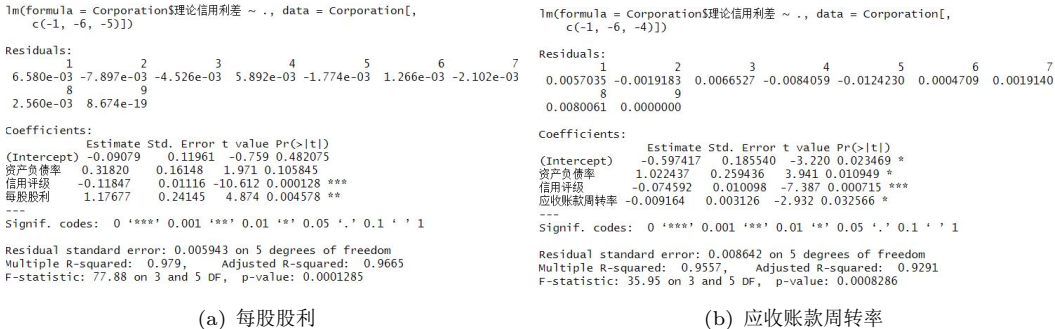 lm(formula = Corporation$理论信用利差 ~ ., data = Corporation[,
    c(-1, -6, -5)])
Residuals:
1 2 3 4 5 6 7
6.580e-03 -7.897e-03 -4.526e-03 5.892e-03 -1.774e-03 1.266e-03 -2.102e-03
8 9
2.560e-03 8.674e-19
Coefficients:
Estimate Std. Error t value Pr(>|t|)
(Intercept) -0.09079 0.11961 -0.759 0.482075
资产负债率 0.31820 0.16148 1.971 0.105845
信用评级 -0.11847 0.01116 -10.612 0.000128 ***
每股股利 1.17677 0.24145 4.874 0.004578 **
---
Signif. codes: 0 ‘***’ 0.001 ‘**’ 0.01 ‘*’ 0.05 ‘.’ 0.1 ‘ ’ 1
Residual standard error: 0.005943 on 5 degrees of freedom
Multiple R-squared: 0.979, Adjusted R-squared: 0.9665
F-statistic: 77.88 on 3 and 5 DF, p-value: 0.0001285
(a) 每股股利
lm(formula = Corporation$理论信用利差 ~ ., data = Corporation[,
    c(-1, -6, -4)])
Residuals:
1 2 3 4 5 6 7
0.0057035 -0.0019183 0.0066527 -0.0084059 -0.0124230 0.0004709 0.0019140
8 9
0.0080061 0.0000000
Coefficients:
Estimate Std. Error t value Pr(>|t|)
(Intercept) -0.597417 0.185540 -3.220 0.023469 *
资产负债率 1.022437 0.259436 3.941 0.010949 *
信用评级 -0.074592 0.010098 -7.387 0.000715 ***
应收账款周转率 -0.009164 0.003126 -2.932 0.032566 *
---
Signif. codes: 0 ‘***’ 0.001 ‘**’ 0.01 ‘*’ 0.05 ‘.’ 0.1 ‘ ’ 1
Residual standard error: 0.008642 on 5 degrees of freedom
Multiple R-squared: 0.9557, Adjusted R-squared: 0.9291
F-statistic: 35.95 on 3 and 5 DF, p-value: 0.0008286
(b) 应收账款周转率